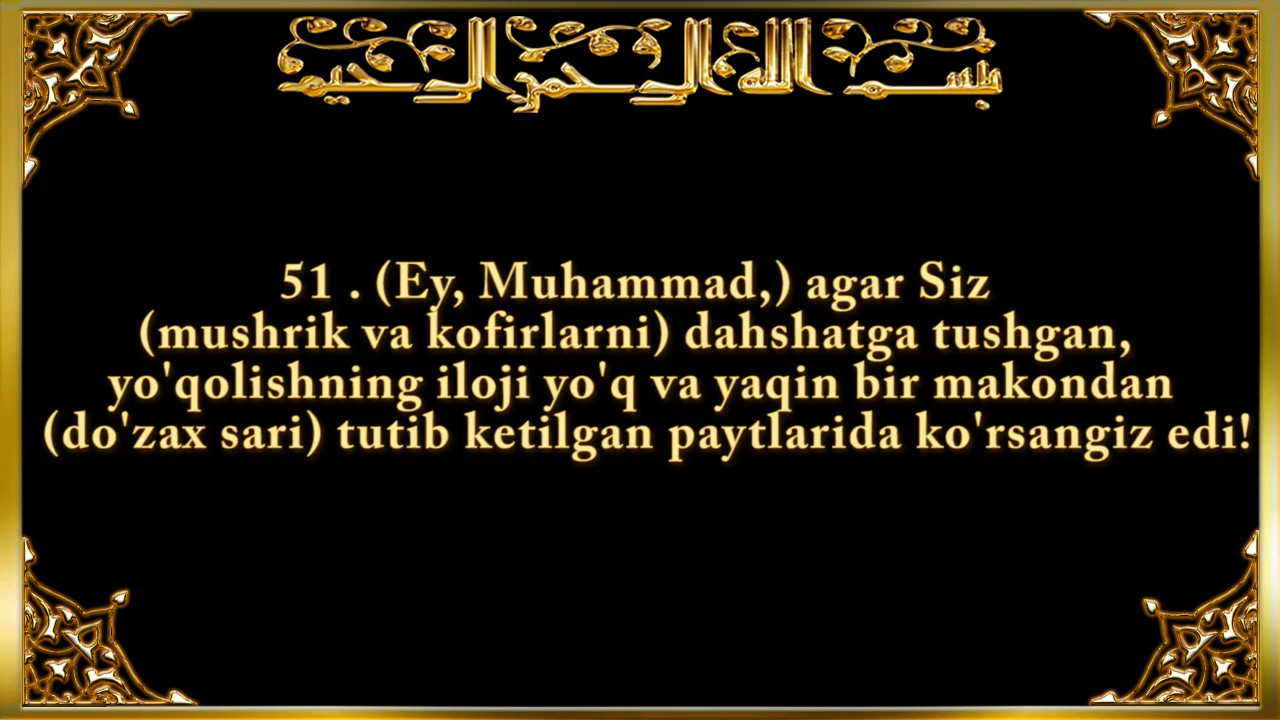 بسم الله الرحمن الرحيم
51 . (Ey, Muhammad,) agar Siz
(mushrik va kofirlarni) dahshatga tushgan,
yo'qolishning iloji yo'q va yaqin bir makondan
(do'zax sari) tutib ketilgan paytlarida ko'rsangiz edi!